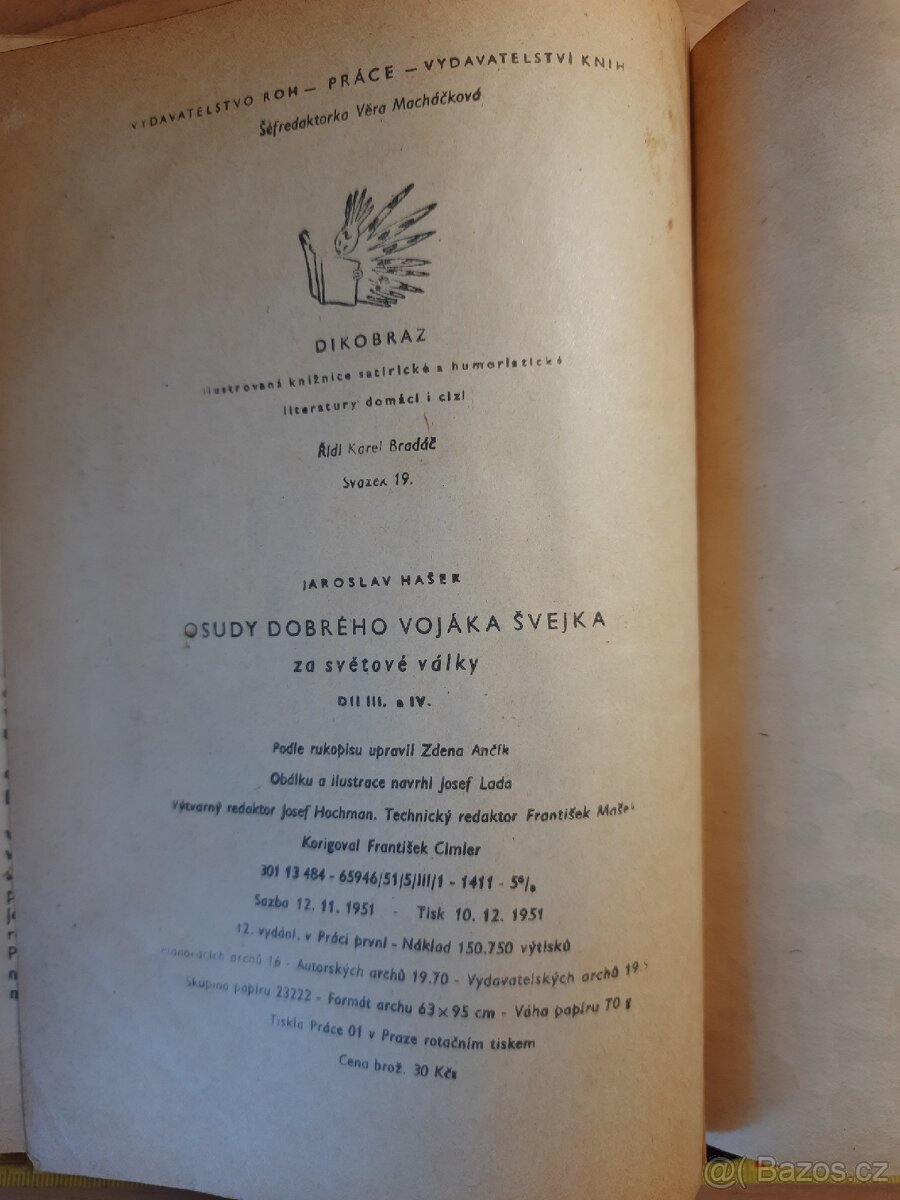 VYDAVATELSTVO ROH — PRÁCE — VYDAVATELSTVÍ KNIH
Šéfredaktorka Věra Macháčková
DIKOBRAZ
ilustrovaná knižnice satirické a humoristické
literatury domácí i cizí
Řídí Karel Bradáč
Svazek 19.
JAROSLAV HAŠEK
OSUDY DOBRÉHO VOJÁKA ŠVEJKA
za světové války
Díl III. a IV.
Podle rukopisu upravil Zdena Ančík
Obálku a ilustrace navrhl Josef Lada
Výtvarný redaktor Josef Hochman. Technický redaktor František Mašek
Korigoval František Cimler
301 13 484 - 65946/51/5/III/1 - 1411 - 5%
Sazba 12. 11. 1951 - Tisk 10. 12. 1951
12. vydání, v Práci první - Náklad 150.750 výtisků
Plánovacích archů 16 - Autorských archů 19.70 - Vydavatelských archů
Skupina papíru 23222 - Formát archu 63 × 95 cm - Váha papíru 70 g
Tiskla Práce 01 v Praze rotačním tiskem
Cena brož. 30 Kčs
@( Bazos.cz